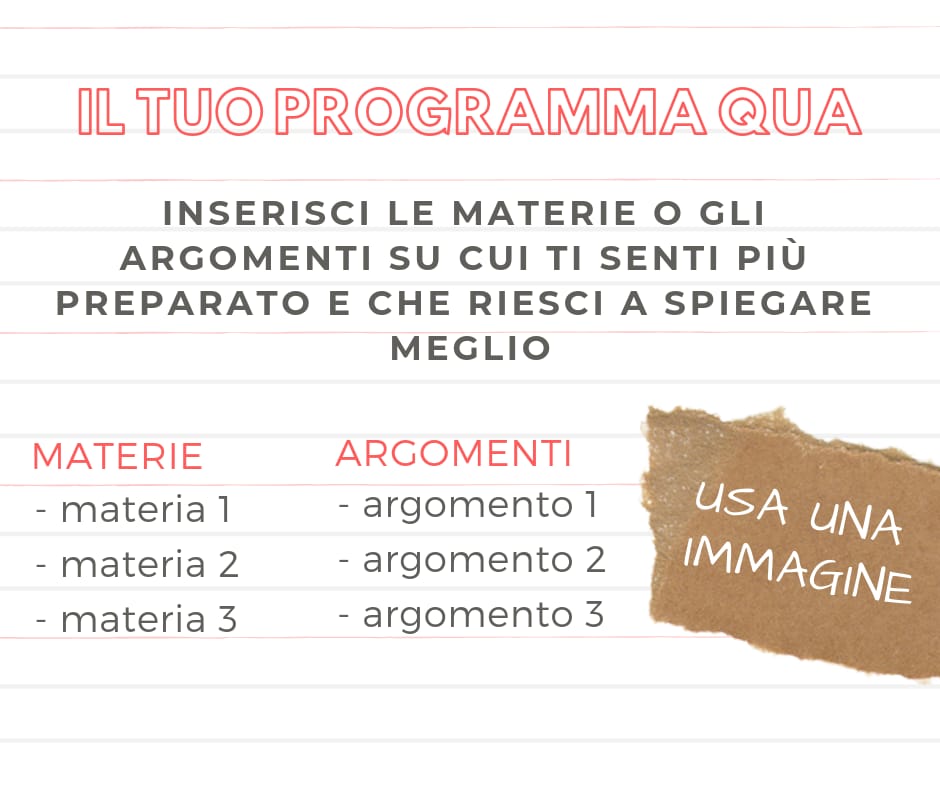 IL TUO PROGRAMMA QUA
INSERISCI LE MATERIE O GLI
ARGOMENTI SU CUI TI SENTI PIÙ
PREPARATO E CHE RIESCI A SPIEGARE
MEGLIO
MATERIE
- materia 1
- materia 2
- materia 3
ARGOMENTI
- argomento 1
- argomento 2
- argomento 3
USA UNA
IMMAGINE